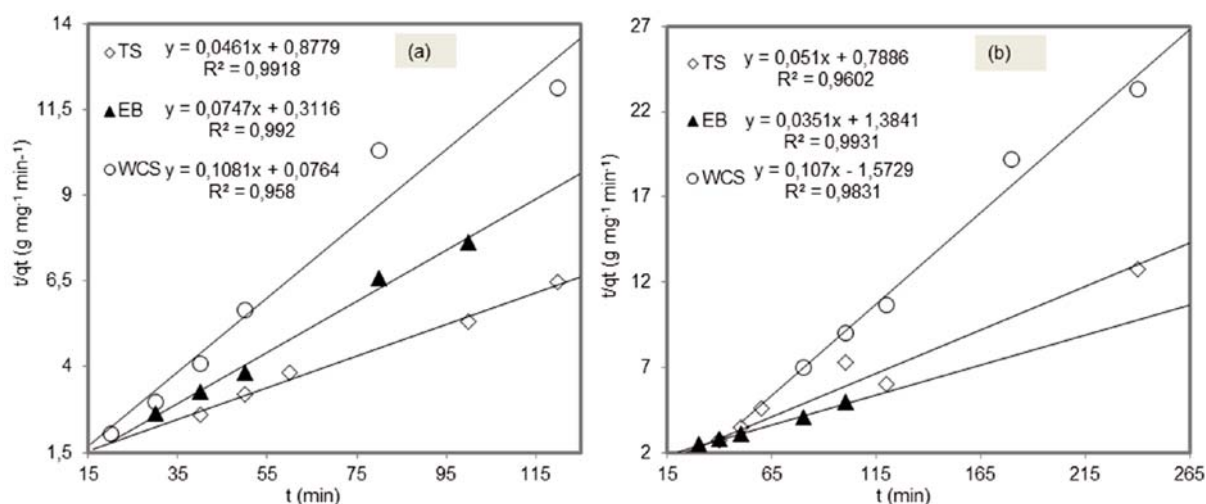 14
11,5
9
6,5
4
1,5
t/qt (g mg⁻¹ min⁻¹)
TS y = 0,0461x + 0,8779
R² = 0,9918
(a)
EB y = 0,0747x + 0,3116
R² = 0,992
WCS y = 0,1081x + 0,0764
R² = 0,958
15 35 55 75 95 115
t (min)
27
22
17
12
7
2
t/qt (g mg⁻¹ min⁻¹)
TS y = 0,051x + 0,7886
R² = 0,9602
(b)
EB y = 0,0351x + 1,3841
R² = 0,9931
WCS y = 0,107x - 1,5729
R² = 0,9831
15 65 115 165 215 265
t (min)